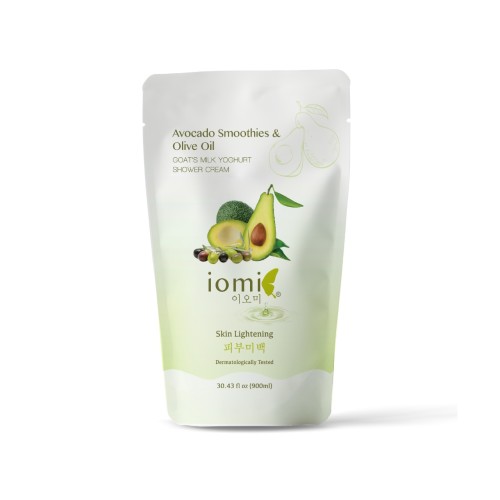 Avocado Smoothies &
Olive Oil
GOAT'S MILK YOGHURT
SHOWER CREAM
iomi
이오미
Skin Lightening
피부미백
Dermatologically Tested
30.43 fl oz (900ml)